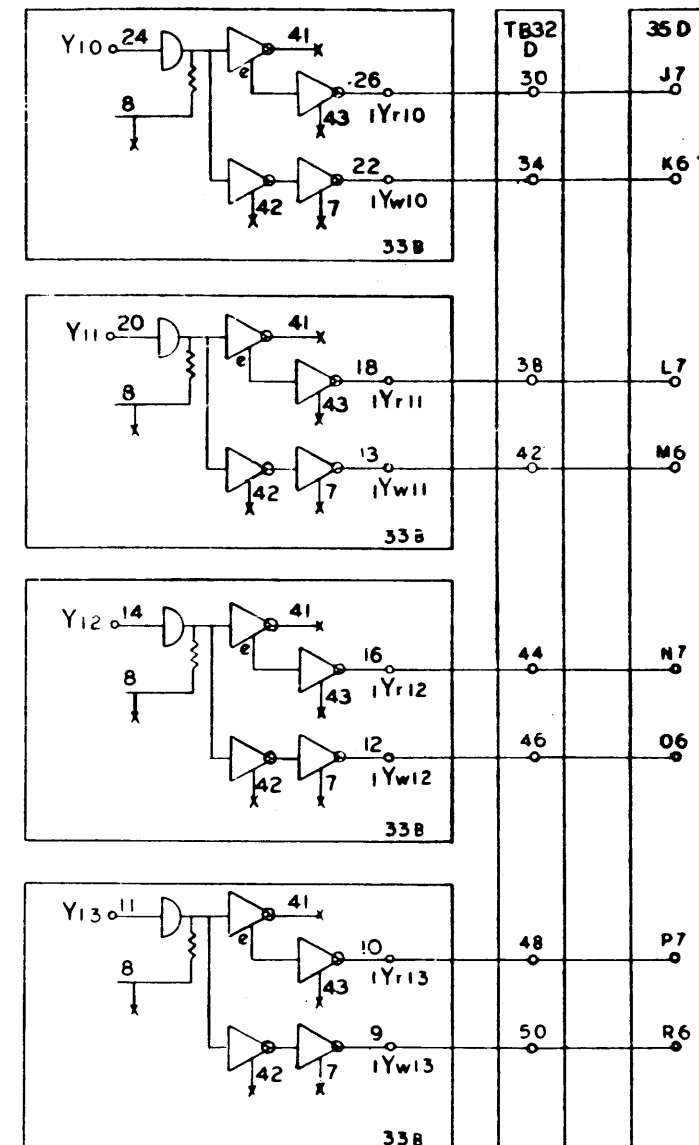 TB32 D
35D
Y10 24 41
8 e 26 30 J7
43 1Yr10
22 34 K6
42 7 1Yw10
33B
Y11 20 41
8 e 18 38 L7
43 1Yr11
13 42 M6
42 7 1Yw11
33B
Y12 14 41
8 e 16 44 N7
43 1Yr12
12 46 O6
42 7 1Yw12
33B
Y13 11 41
8 e 10 48 P7
43 1Yr13
9 50 R6
42 7 1Yw13
33B